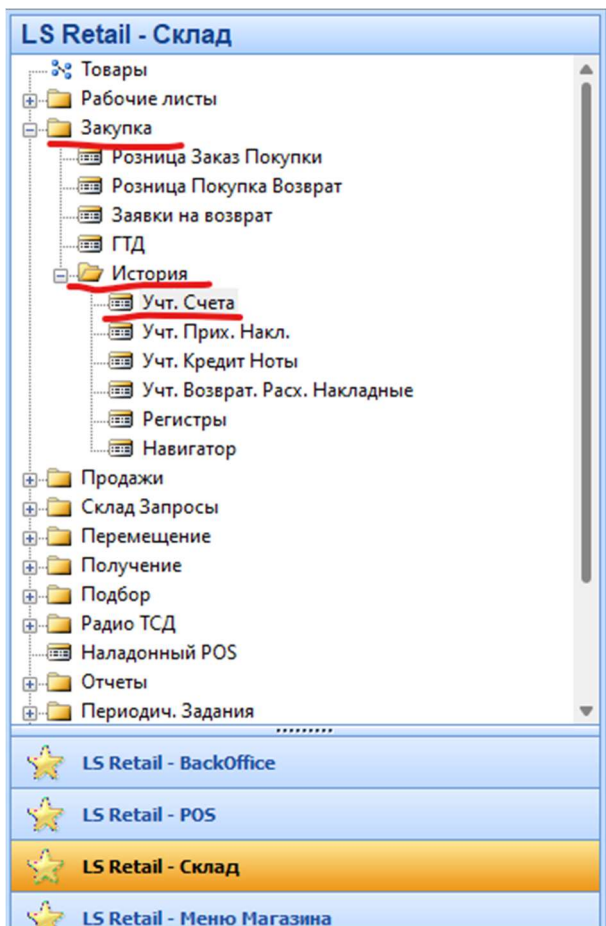 LS Retail - Склад
Товары
Рабочие листы
Закупка
Розница Заказ Покупки
Розница Покупка Возврат
Заявки на возврат
ГТД
История
Учт. Счета
Учт. Прих. Накл.
Учт. Кредит Ноты
Учт. Возврат. Расх. Накладные
Регистры
Навигатор
Продажи
Склад Запросы
Перемещение
Получение
Подбор
Радио ТСД
Наладонный POS
Отчеты
Периодич. Задания
LS Retail - BackOffice
LS Retail - POS
LS Retail - Склад
LS Retail - Меню Магазина